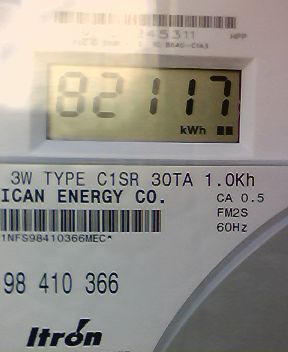 82117
kWh
3W TYPE C1SR 30TA 1.0Kh
ICAN ENERGY CO.
CA 0.5
FM2S
60Hz
1NFS98410366MEC*
98 410 366
Itron